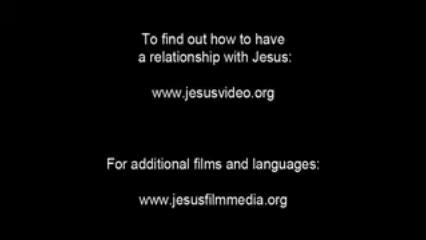 To find out how to have
a relationship with Jesus:
www.jesusvideo.org
For additional films and languages:
www.jesusfilmmedia.org